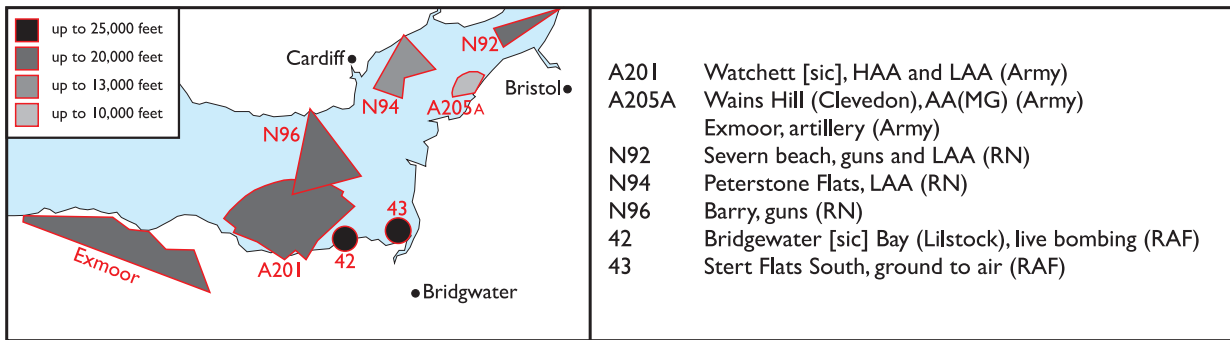 up to 25,000 feet
up to 20,000 feet
up to 13,000 feet
up to 10,000 feet
Cardiff
N92
N94
A205A
Bristol
N96
43
42
A201
Exmoor
Bridgwater
A201 Watchett [sic], HAA and LAA (Army)
A205A Wains Hill (Clevedon), AA(MG) (Army)
Exmoor, artillery (Army)
N92 Severn beach, guns and LAA (RN)
N94 Peterstone Flats, LAA (RN)
N96 Barry, guns (RN)
42 Bridgewater [sic] Bay (Lilstock), live bombing (RAF)
43 Stert Flats South, ground to air (RAF)